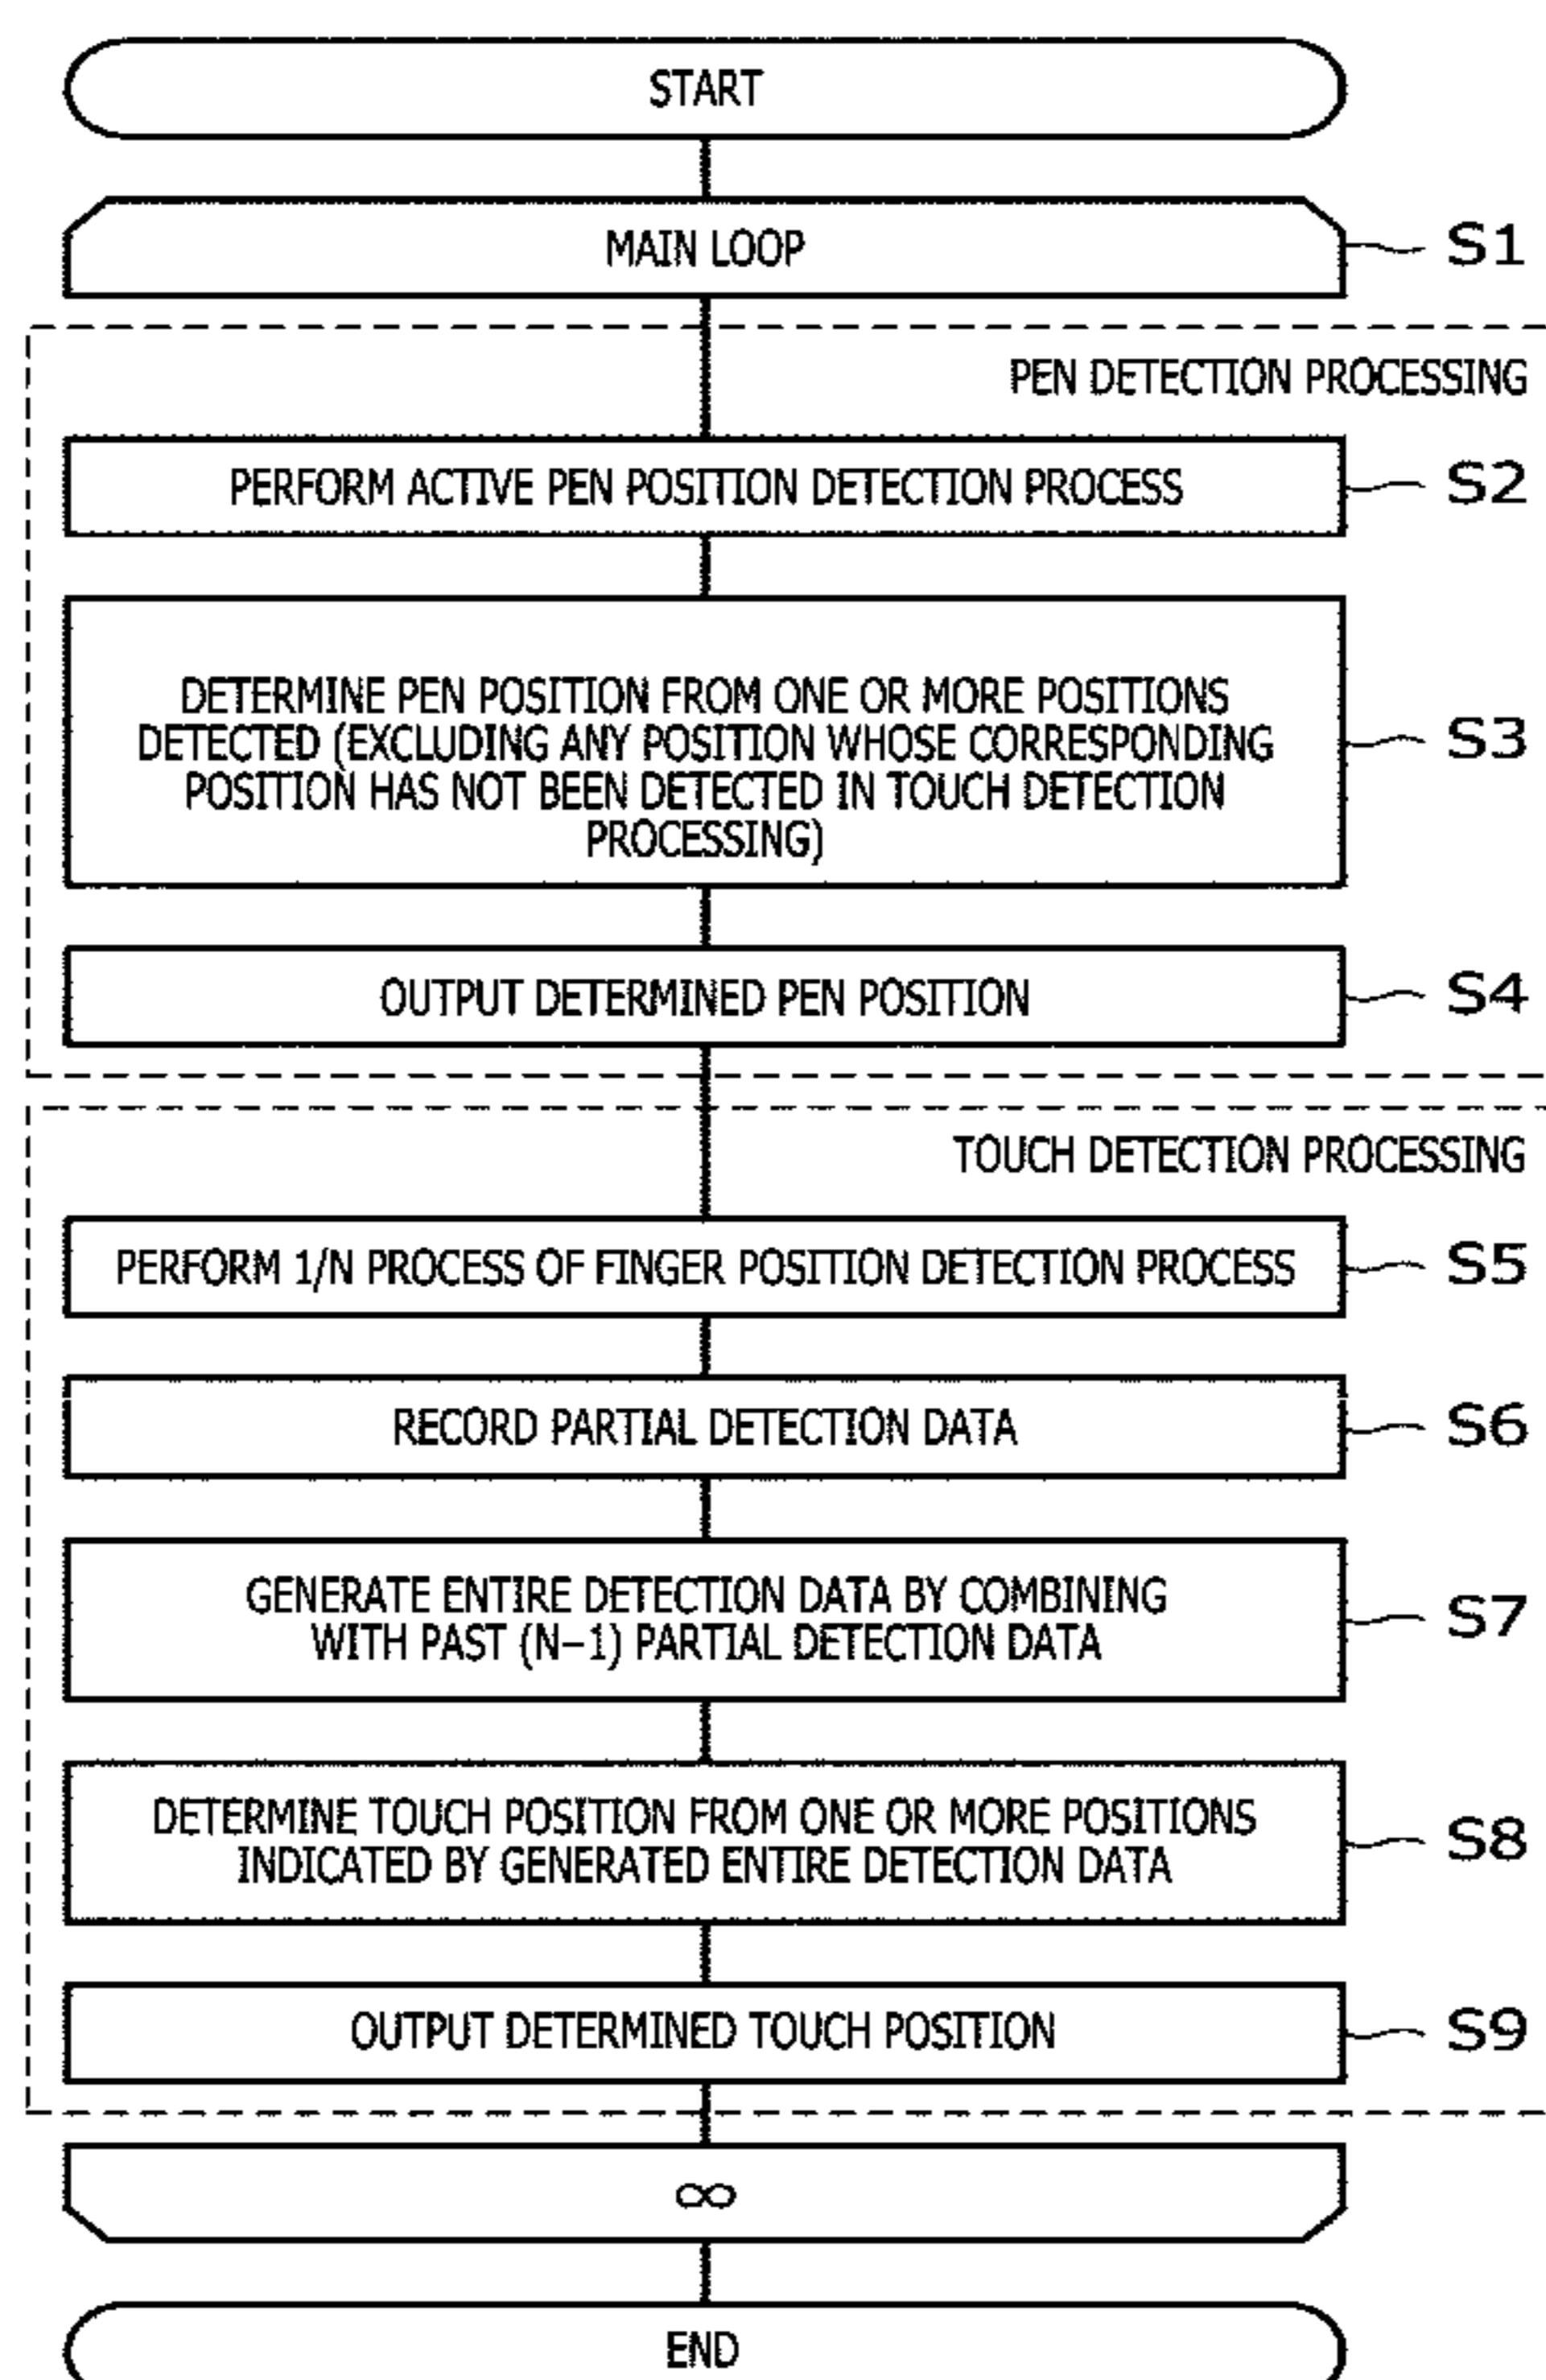 START
MAIN LOOP
S1
PEN DETECTION PROCESSING
PERFORM ACTIVE PEN POSITION DETECTION PROCESS
S2
DETERMINE PEN POSITION FROM ONE OR MORE POSITIONS
DETECTED (EXCLUDING ANY POSITION WHOSE CORRESPONDING
POSITION HAS NOT BEEN DETECTED IN TOUCH DETECTION
PROCESSING)
S3
OUTPUT DETERMINED PEN POSITION
S4
TOUCH DETECTION PROCESSING
PERFORM 1/N PROCESS OF FINGER POSITION DETECTION PROCESS
S5
RECORD PARTIAL DETECTION DATA
S6
GENERATE ENTIRE DETECTION DATA BY COMBINING
WITH PAST (N−1) PARTIAL DETECTION DATA
S7
DETERMINE TOUCH POSITION FROM ONE OR MORE POSITIONS
INDICATED BY GENERATED ENTIRE DETECTION DATA
S8
OUTPUT DETERMINED TOUCH POSITION
S9
∞
END